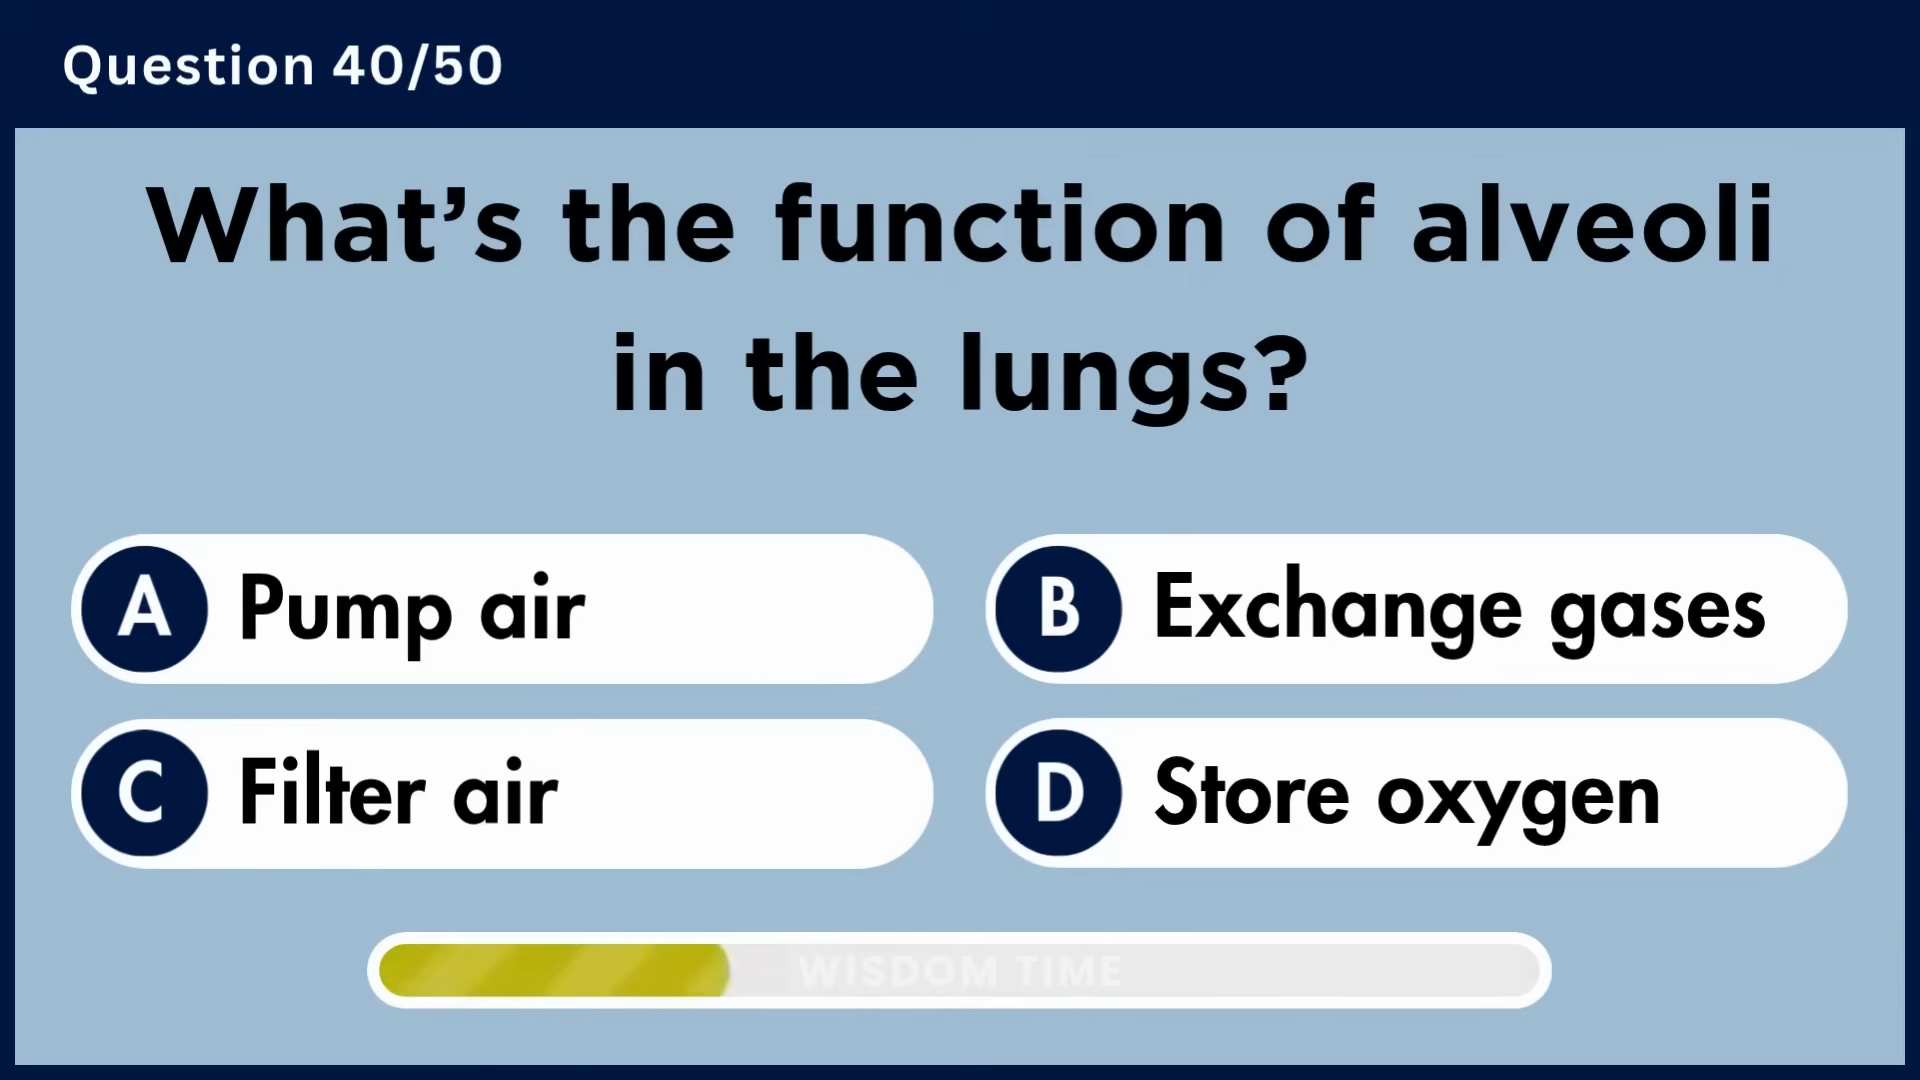 Question 40/50
What’s the function of alveoli
in the lungs?
A Pump air
B Exchange gases
C Filter air
D Store oxygen
WISDOM TIME